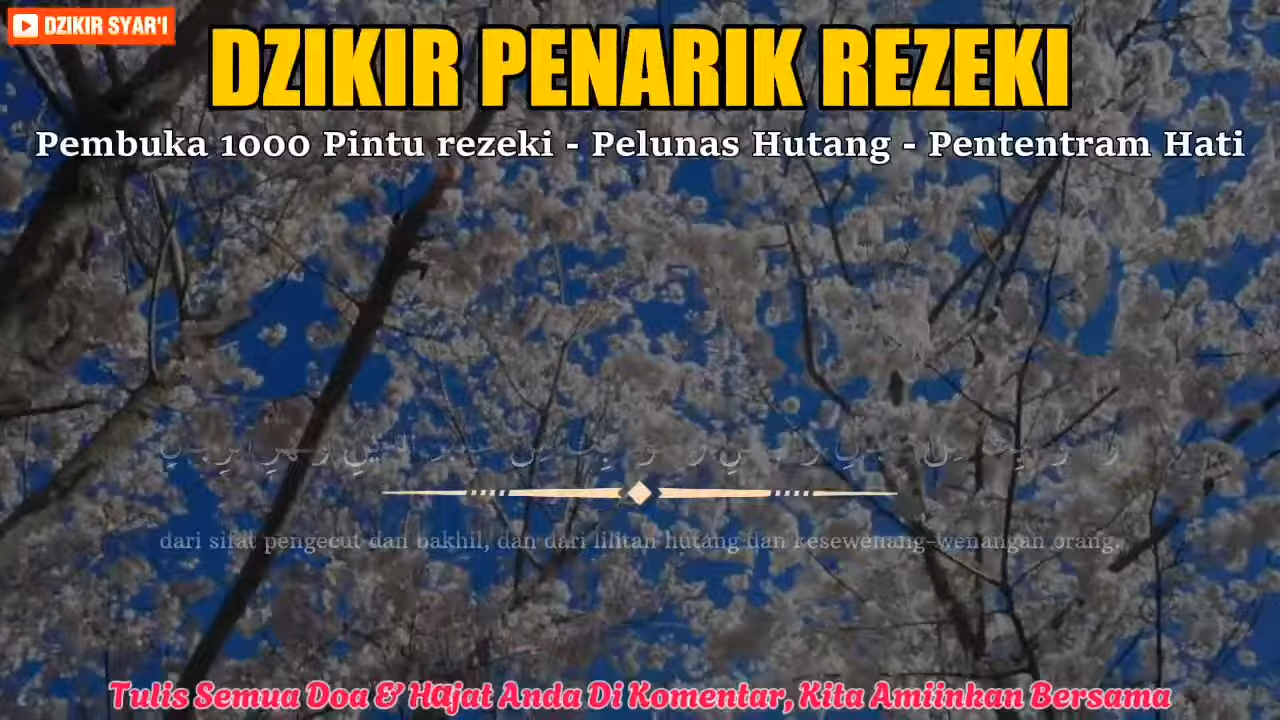 DZIKIR SYAR'I
DZIKIR PENARIK REZEKI
Pembuka 1000 Pintu rezeki - Pelunas Hutang - Pententram Hati
dari sifat pengecut dan bakhil, dan dari lilitan hutang dan kesewenang-wenangan orang.
Tulis Semua Doa & Hajat Anda Di Komentar, Kita Amiinkan Bersama